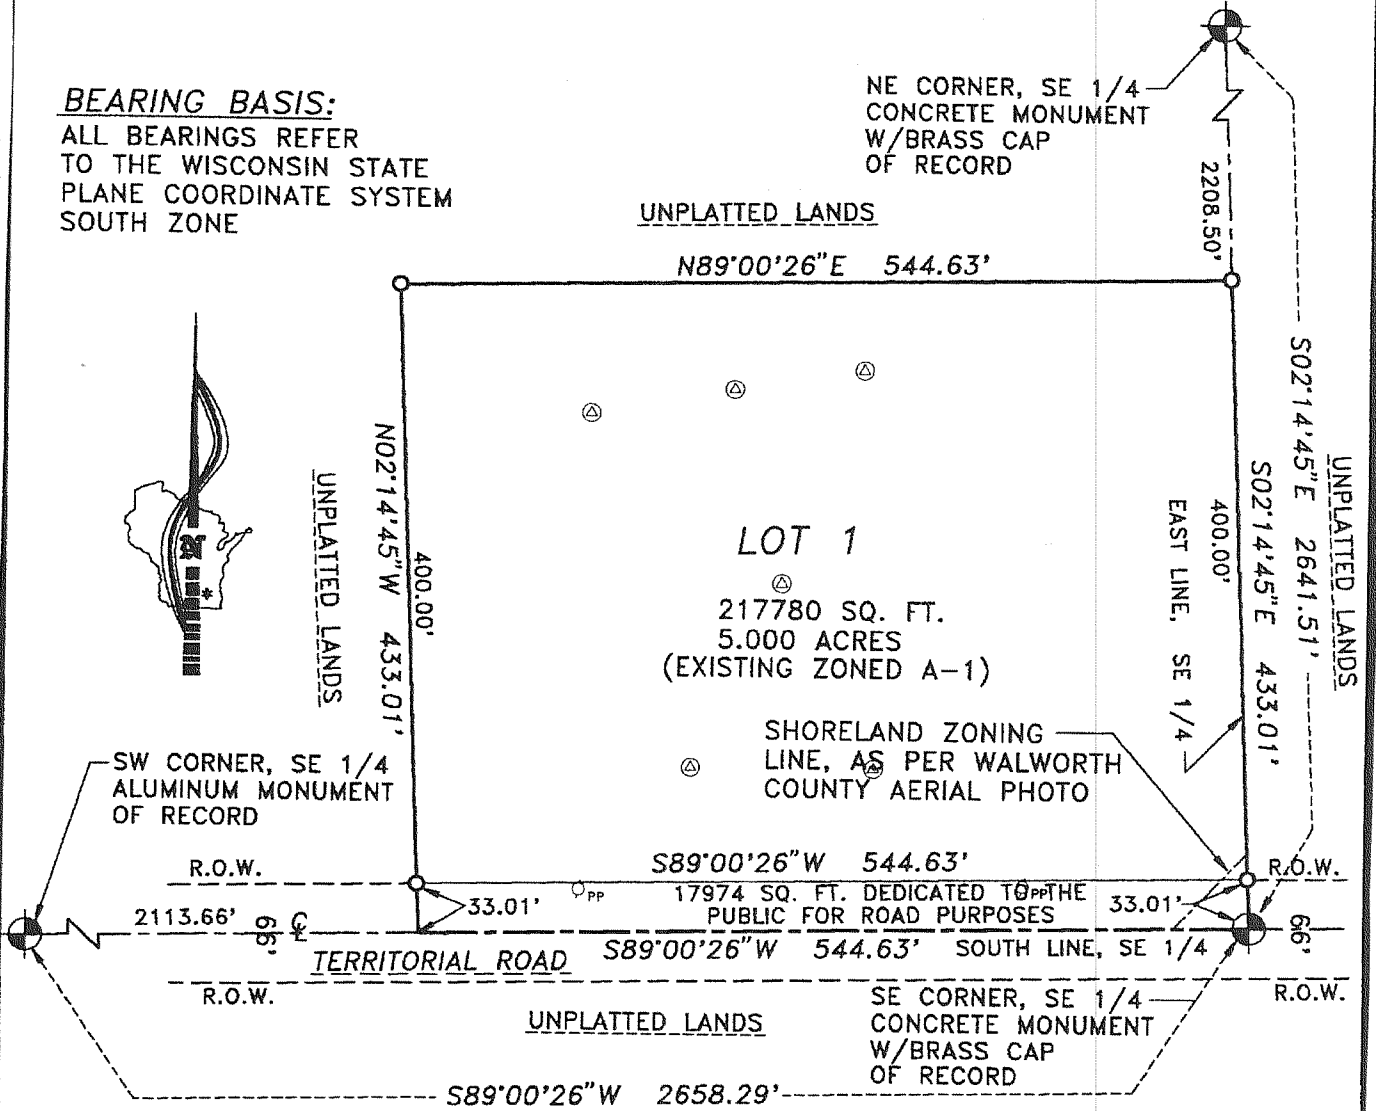 BEARING BASIS:
ALL BEARINGS REFER
TO THE WISCONSIN STATE
PLANE COORDINATE SYSTEM
SOUTH ZONE
NE CORNER, SE 1/4
CONCRETE MONUMENT
W/BRASS CAP
OF RECORD
2208.50'
UNPLATTED LANDS
N89°00'26"E 544.63'
N02°14'45"W 433.01'
400.00'
UNPLATTED LANDS
LOT 1
217780 SQ. FT.
5.000 ACRES
(EXISTING ZONED A-1)
EAST LINE, SE 1/4
400.00'
S02°14'45"E 433.01'
S02°14'45"E 2641.51'
UNPLATTED LANDS
SHORELAND ZONING
LINE, AS PER WALWORTH
COUNTY AERIAL PHOTO
SW CORNER, SE 1/4
ALUMINUM MONUMENT
OF RECORD
R.O.W.
S89°00'26"W 544.63'
R.O.W.
PP
17974 SQ. FT. DEDICATED TO THE
PP
PUBLIC FOR ROAD PURPOSES
33.01'
33.01'
2113.66'
66'
CL
66'
TERRITORIAL ROAD
S89°00'26"W 544.63' SOUTH LINE, SE 1/4
R.O.W.
R.O.W.
UNPLATTED LANDS
SE CORNER, SE 1/4
CONCRETE MONUMENT
W/BRASS CAP
OF RECORD
S89°00'26"W 2658.29'